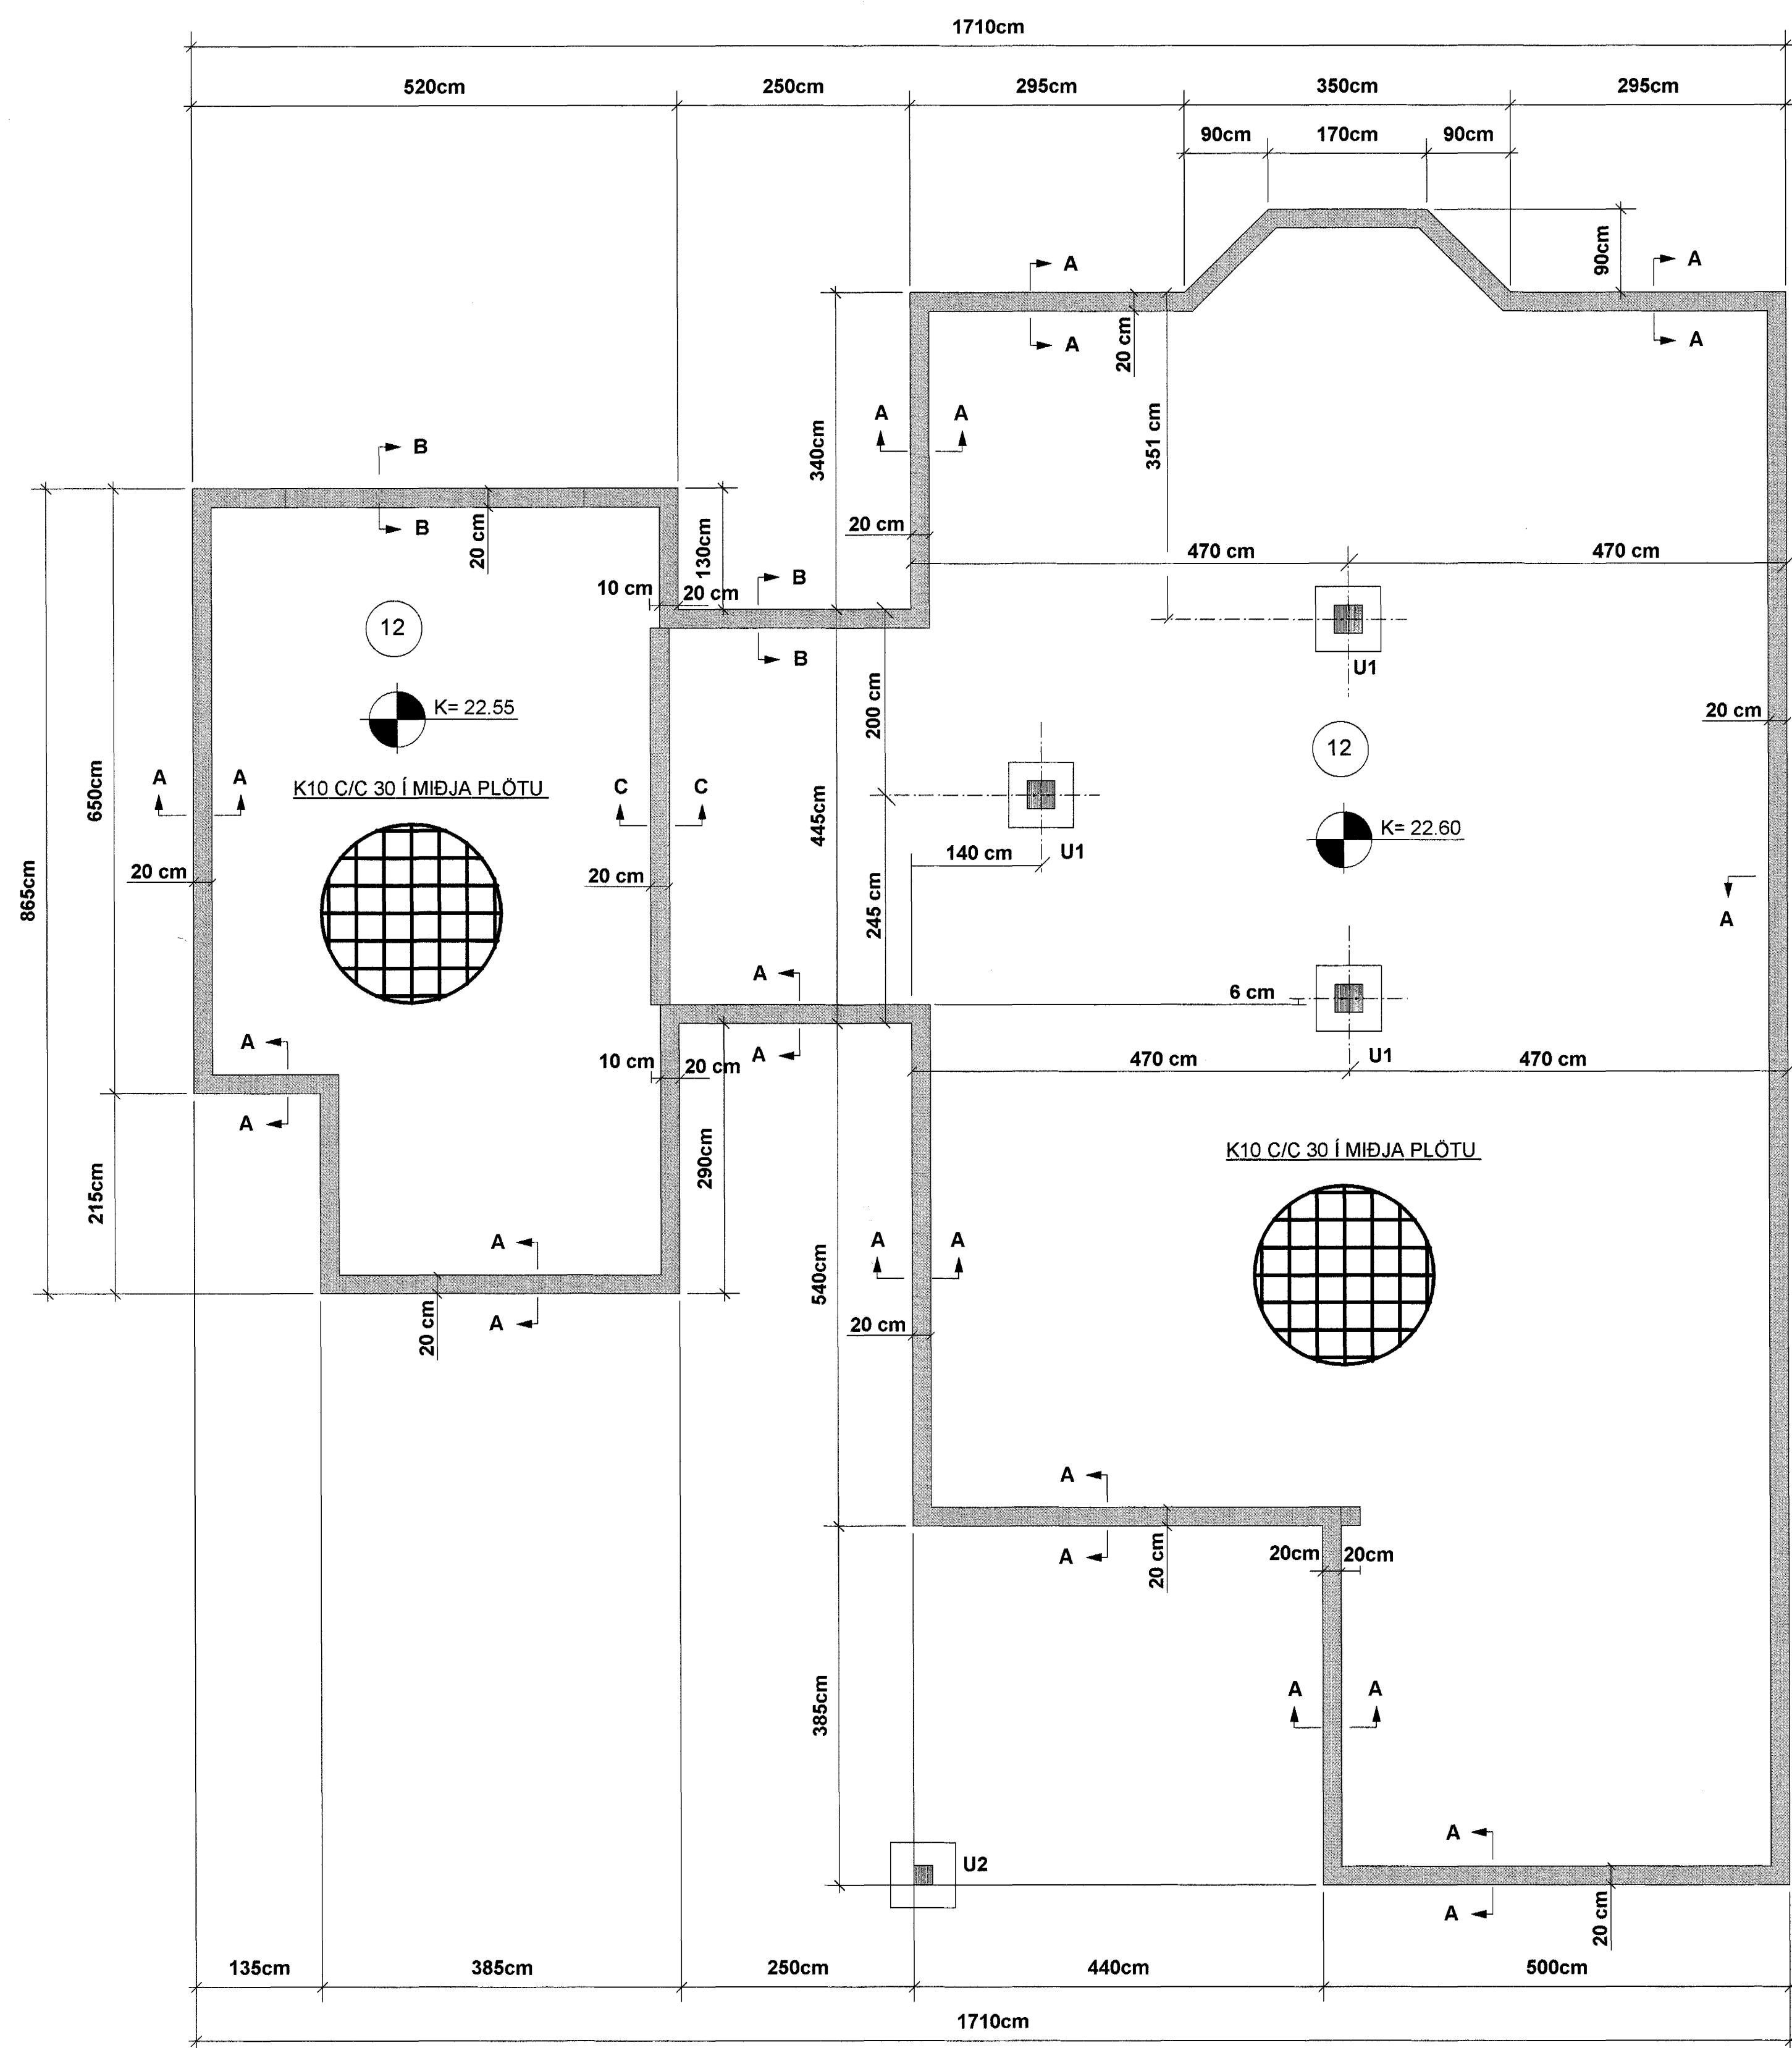 1710cm
520cm 250cm 295cm 350cm 295cm
90cm 170cm 90cm
90cm
A A
A A
20 cm
351 cm
340cm
A A
B
B
20 cm
130cm
20 cm
470 cm 470 cm
10 cm 20 cm
B
B
12
U1
K= 22.55
200 cm
20 cm
12
650cm
A A
K10 C/C 30 Í MIÐJA PLÖTU
C C
445cm
K= 22.60
140 cm U1
865cm
20 cm
20 cm
245 cm
A
A
6 cm
A
A
10 cm 20 cm
470 cm U1 470 cm
A
290cm
K10 C/C 30 Í MIÐJA PLÖTU
215cm
A
A
20 cm
540cm
A A
20 cm
A
A
20 cm
20cm 20cm
385cm
A A
U2
A
A
20 cm
135cm 385cm 250cm 440cm 500cm
1710cm